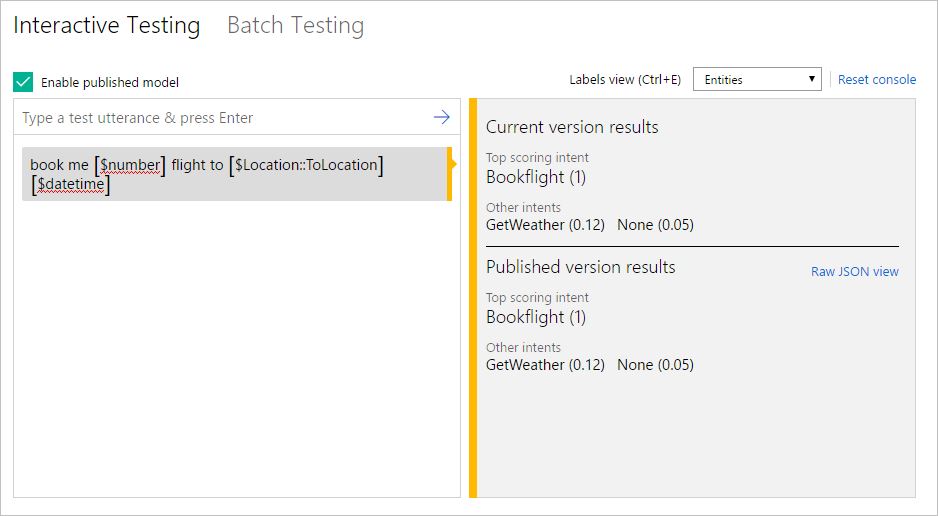 Interactive Testing Batch Testing
Enable published model
Labels view (Ctrl+E) Entities Reset console
Type a test utterance & press Enter
book me [$number] flight to [$Location::ToLocation]
[$datetime]
Current version results
Top scoring intent
Bookflight (1)
Other intents
GetWeather (0.12) None (0.05)
Published version results
Raw JSON view
Top scoring intent
Bookflight (1)
Other intents
GetWeather (0.12) None (0.05)